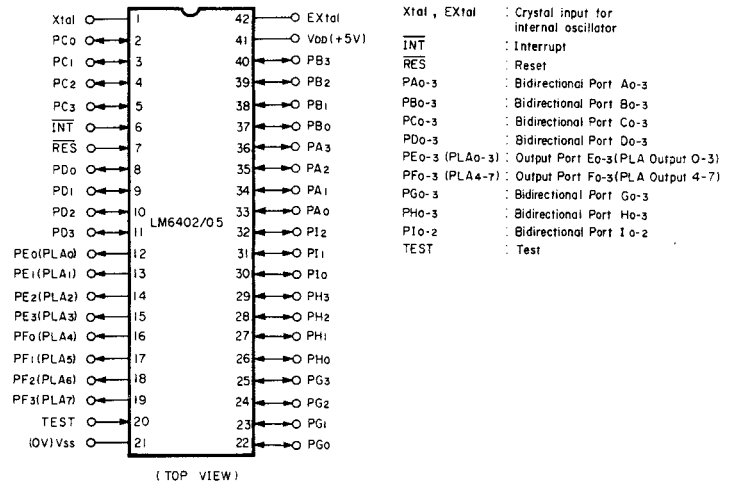 Xtal 1
PC0 2
PC1 3
PC2 4
PC3 5
INT 6
RES 7
PD0 8
PD1 9
PD2 10
PD3 11
PE0(PLA0) 12
PE1(PLA1) 13
PE2(PLA2) 14
PE3(PLA3) 15
PF0(PLA4) 16
PF1(PLA5) 17
PF2(PLA6) 18
PF3(PLA7) 19
TEST 20
(0V)Vss 21
LM6402/05
42 EXtal
41 VDD(+5V)
40 PB3
39 PB2
38 PB1
37 PB0
36 PA3
35 PA2
34 PA1
33 PA0
32 PI2
31 PI1
30 PI0
29 PH3
28 PH2
27 PH1
26 PH0
25 PG3
24 PG2
23 PG1
22 PG0
(TOP VIEW)
Xtal, EXtal : Crystal input for
internal oscillator
INT : Interrupt
RES : Reset
PA0-3 : Bidirectional Port A0-3
PB0-3 : Bidirectional Port B0-3
PC0-3 : Bidirectional Port C0-3
PD0-3 : Bidirectional Port D0-3
PE0-3 (PLA0-3) : Output Port E0-3(PLA Output 0-3)
PF0-3 (PLA4-7) : Output Port F0-3(PLA Output 4-7)
PG0-3 : Bidirectional Port G0-3
PH0-3 : Bidirectional Port H0-3
PI0-2 : Bidirectional Port I0-2
TEST : Test